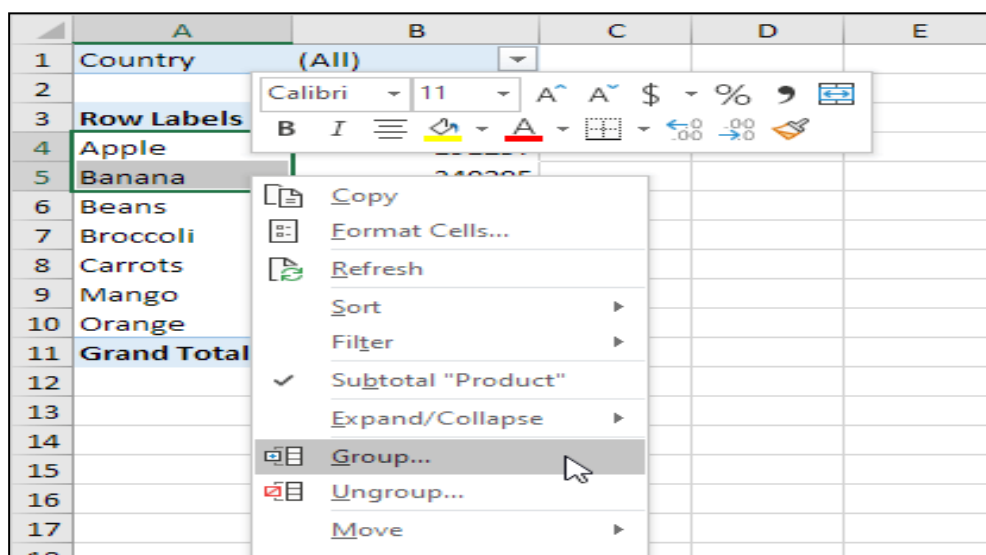 A B C D E
1 Country (All)
2
Calibri 11 A A $ % ,
3 Row Labels
B I A .00 .00
4 Apple
5 Banana
Copy
6 Beans
7 Broccoli
Format Cells...
8 Carrots
Refresh
9 Mango
Sort
10 Orange
Filter
11 Grand Total
12
Subtotal "Product"
13
Expand/Collapse
14
Group...
15
16
Ungroup...
17
Move